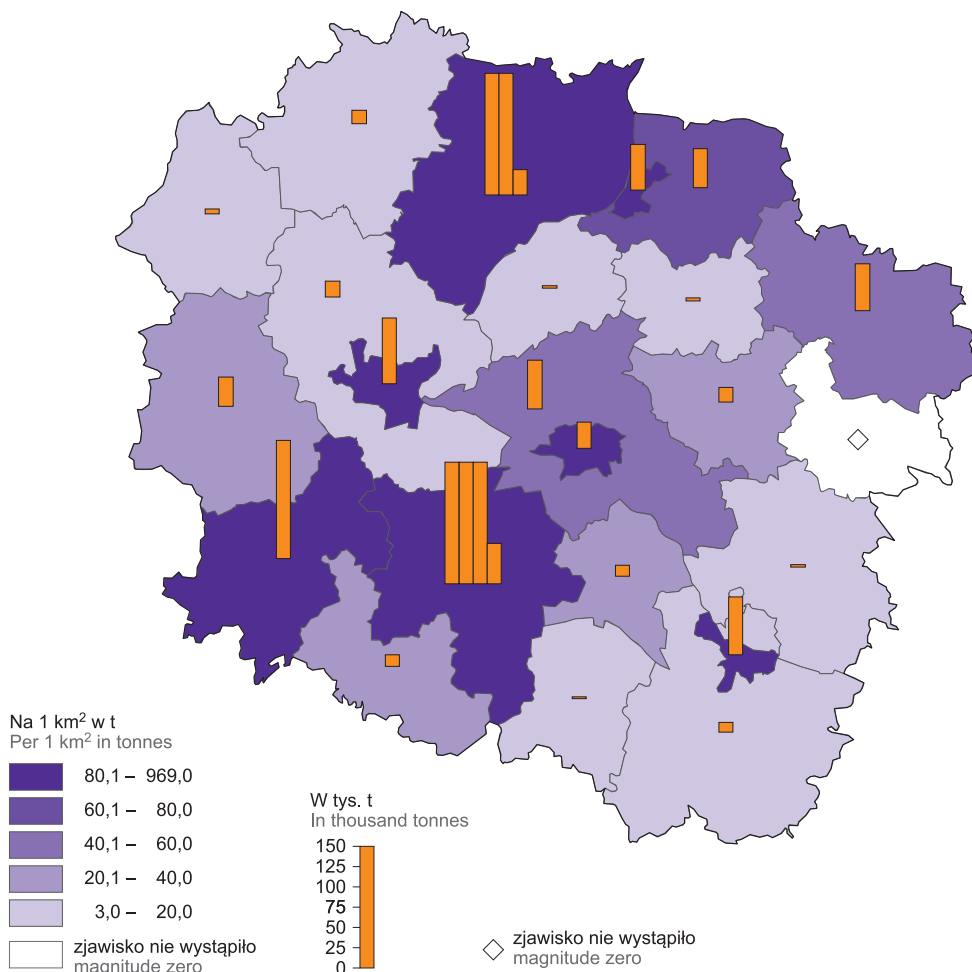 Na 1 km² w t
Per 1 km² in tonnes
80,1 – 969,0
60,1 – 80,0
40,1 – 60,0
20,1 – 40,0
3,0 – 20,0
zjawisko nie wystąpiło
magnitude zero
W tys. t
In thousand tonnes
150
125
100
75
50
25
0
zjawisko nie wystąpiło
magnitude zero